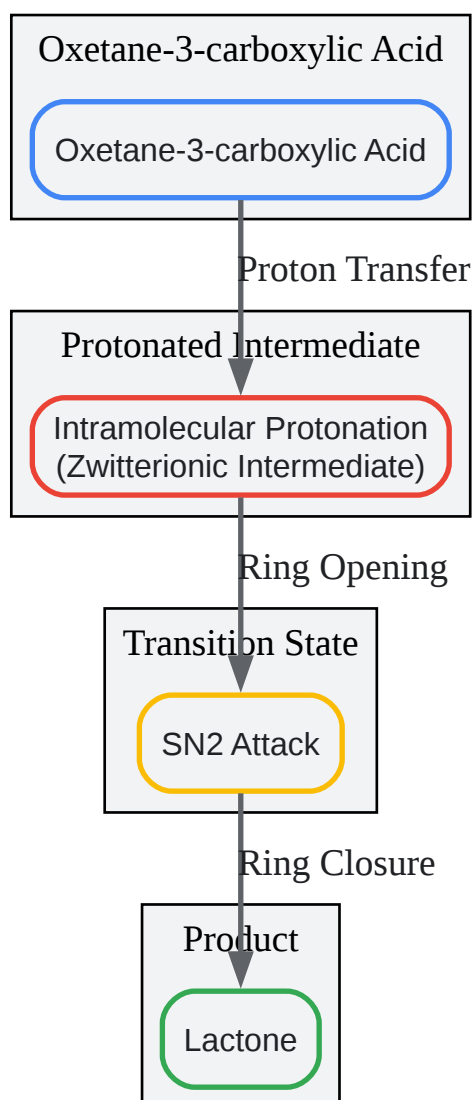 Oxetane-3-carboxylic Acid
Oxetane-3-carboxylic Acid
Proton Transfer
Protonated Intermediate
Intramolecular Protonation
(Zwitterionic Intermediate)
Ring Opening
Transition State
SN2 Attack
Ring Closure
Product
Lactone